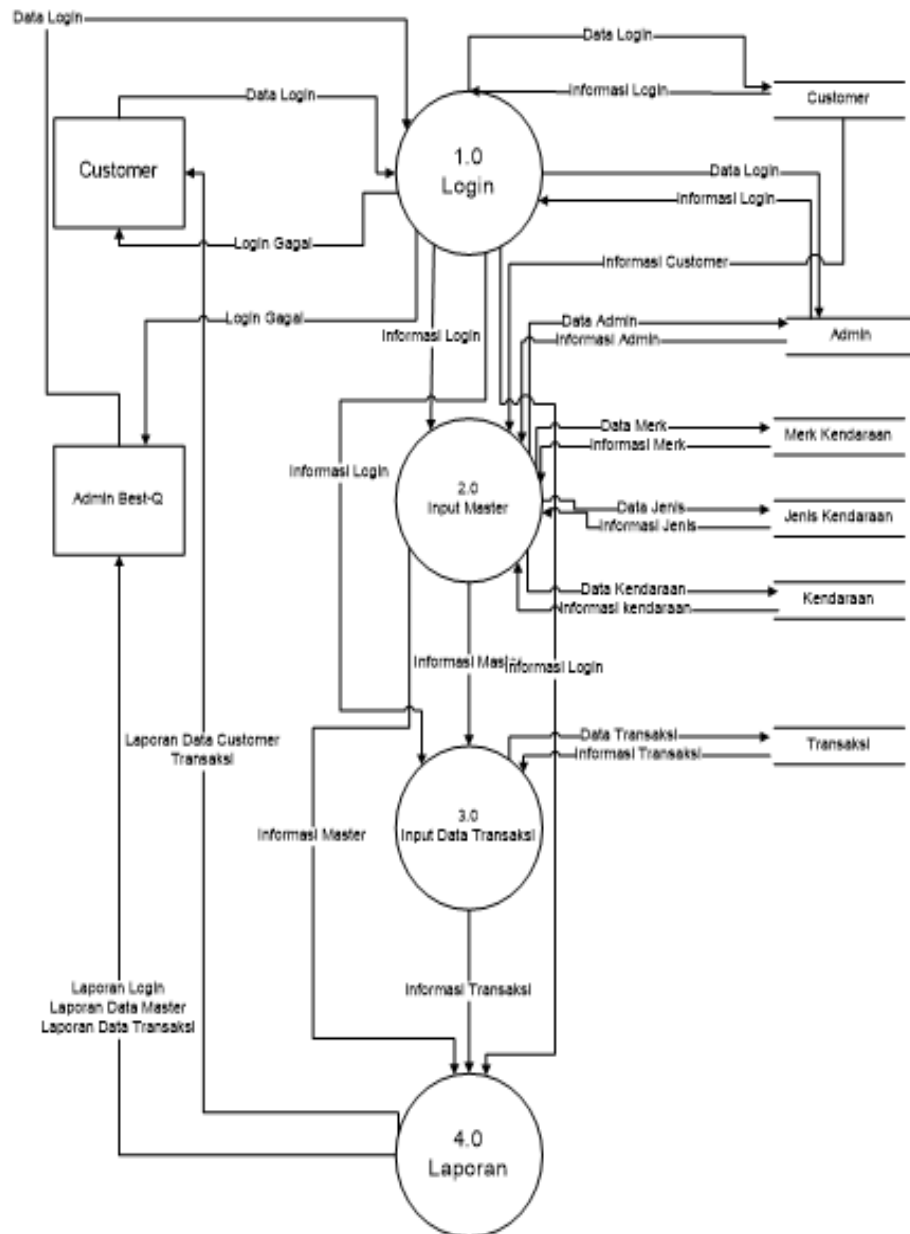 Data Login
Data Login
Informasi Login
Customer
Data Login
Customer
1.0
Login
Data Login
Informasi Login
Login Gagal
Informasi Customer
Login Gagal
Data Admin
Informasi Admin
Admin
Informasi Login
Data Merk
Informasi Merk
Merk Kendaraan
Informasi Login
Admin Best-Q
2.0
Input Master
Data Jenis
Informasi Jenis
Jenis Kendaraan
Data Kendaraan
Informasi kendaraan
Kendaraan
Informasi Master
Informasi Login
Laporan Data Customer
Transaksi
Data Transaksi
Informasi Transaksi
Transaksi
3.0
Input Data Transaksi
Informasi Master
Informasi Transaksi
Laporan Login
Laporan Data Master
Laporan Data Transaksi
4.0
Laporan